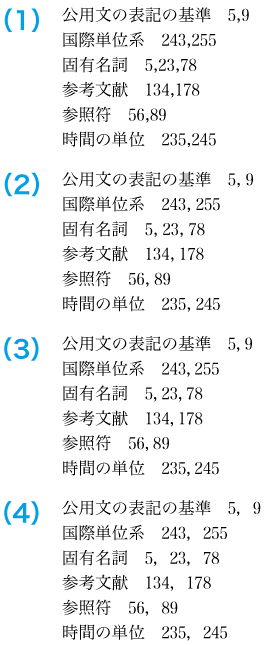 (1) 公用文の表記の基準　5,9
国際単位系　243,255
固有名詞　5,23,78
参考文献　134,178
参照符　56,89
時間の単位　235,245
(2) 公用文の表記の基準　5, 9
国際単位系　243, 255
固有名詞　5, 23, 78
参考文献　134, 178
参照符　56, 89
時間の単位　235, 245
(3) 公用文の表記の基準　5, 9
国際単位系　243, 255
固有名詞　5, 23, 78
参考文献　134, 178
参照符　56, 89
時間の単位　235, 245
(4) 公用文の表記の基準　5，9
国際単位系　243，255
固有名詞　5，23，78
参考文献　134，178
参照符　56，89
時間の単位　235，245